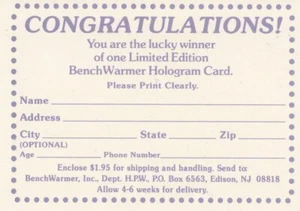 CONGRATULATIONS!
You are the lucky winner
of one Limited Edition
BenchWarmer Hologram Card.
Please Print Clearly.
Name
Address
City State Zip
(OPTIONAL)
Age Phone Number
Enclose $1.95 for shipping and handling. Send to:
BenchWarmer, Inc., Dept. H.P.W., P.O. Box 6563, Edison, NJ 08818
Allow 4-6 weeks for delivery.